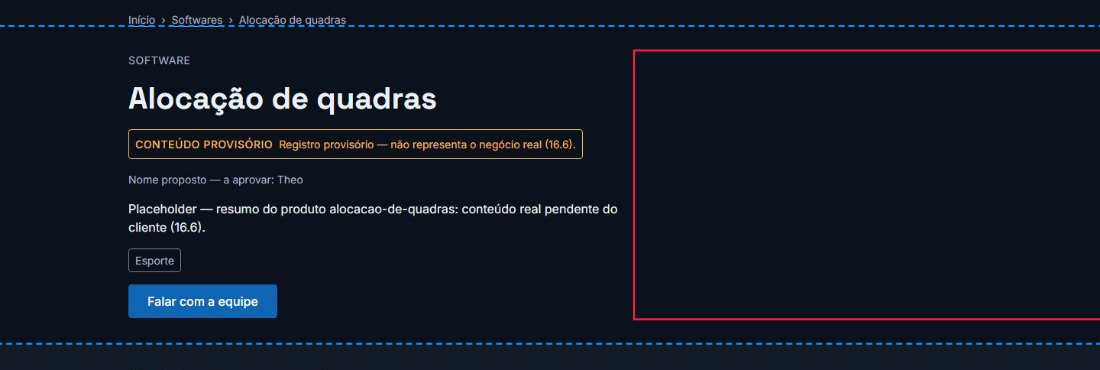 Início › Softwares › Alocação de quadras
SOFTWARE
Alocação de quadras
CONTEÚDO PROVISÓRIO Registro provisório — não representa o negócio real (16.6).
Nome proposto — a aprovar: Theo
Placeholder — resumo do produto alocacao-de-quadras: conteúdo real pendente do
cliente (16.6).
Esporte
Falar com a equipe